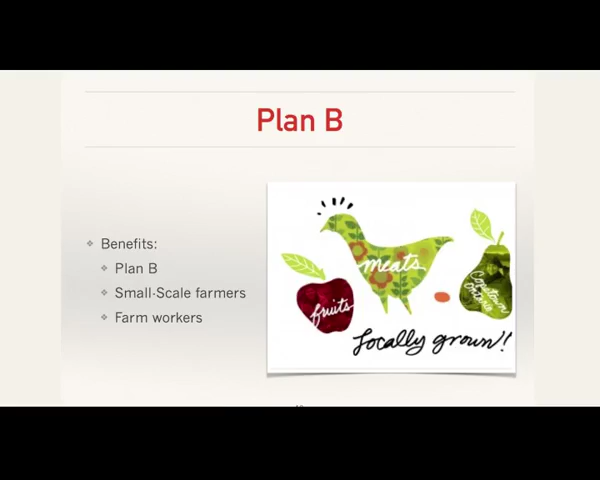 Plan B
Benefits:
Plan B
Small-Scale farmers
Farm workers
meats
fruits
Locally grown!!